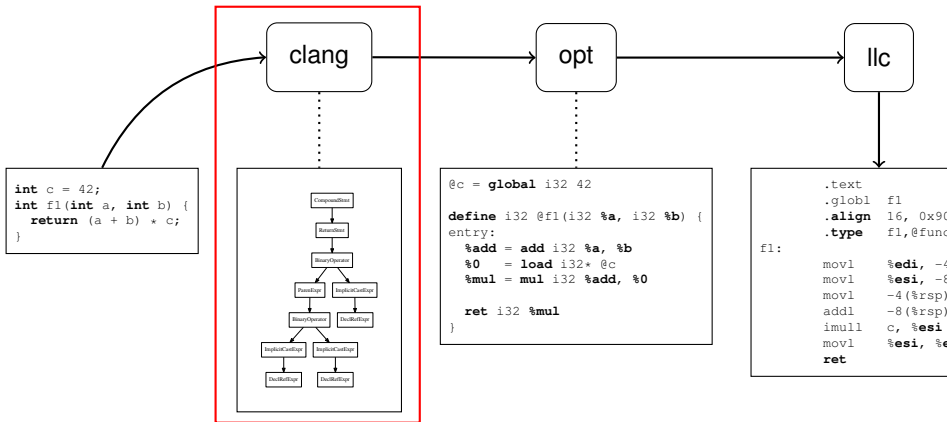 clang
opt
llc
int c = 42;
int f1(int a, int b) {
return (a + b) * c;
}
CompoundStmt
ReturnStmt
BinaryOperator
ParenExpr
ImplicitCastExpr
BinaryOperator
DeclRefExpr
ImplicitCastExpr
ImplicitCastExpr
DeclRefExpr
DeclRefExpr
@c = global i32 42
define i32 @f1(i32 %a, i32 %b) {
entry:
%add = add i32 %a, %b
%0 = load i32* @c
%mul = mul i32 %add, %0
ret i32 %mul
}
.text
.globl f1
.align 16, 0x90
.type f1,@func
f1:
movl %edi, -4
movl %esi, -8
movl -4(%rsp)
addl -8(%rsp)
imull c, %esi
movl %esi, %e
ret